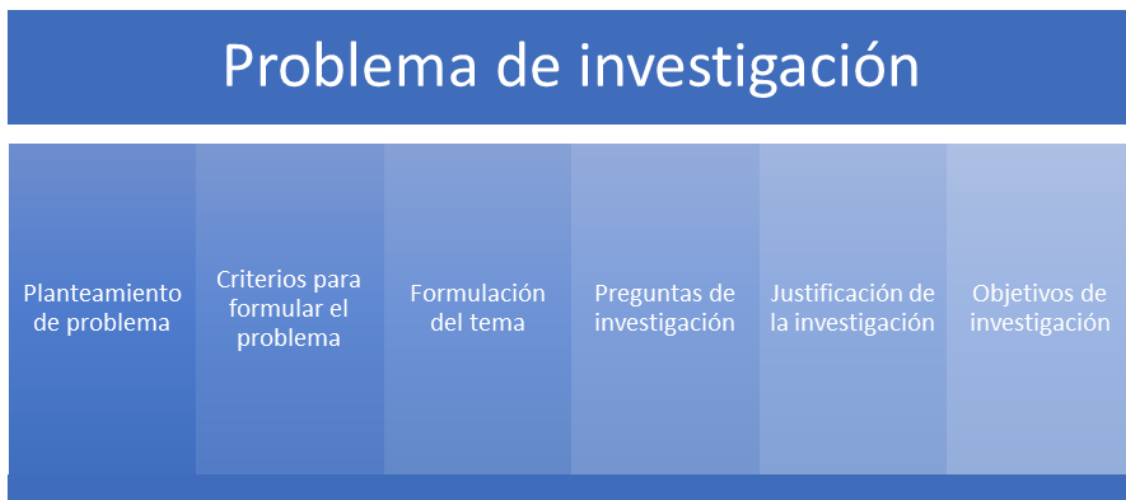 Problema de investigación
Planteamiento
de problema
Criterios para
formular el
problema
Formulación
del tema
Preguntas de
investigación
Justificación de
la investigación
Objetivos de
investigación